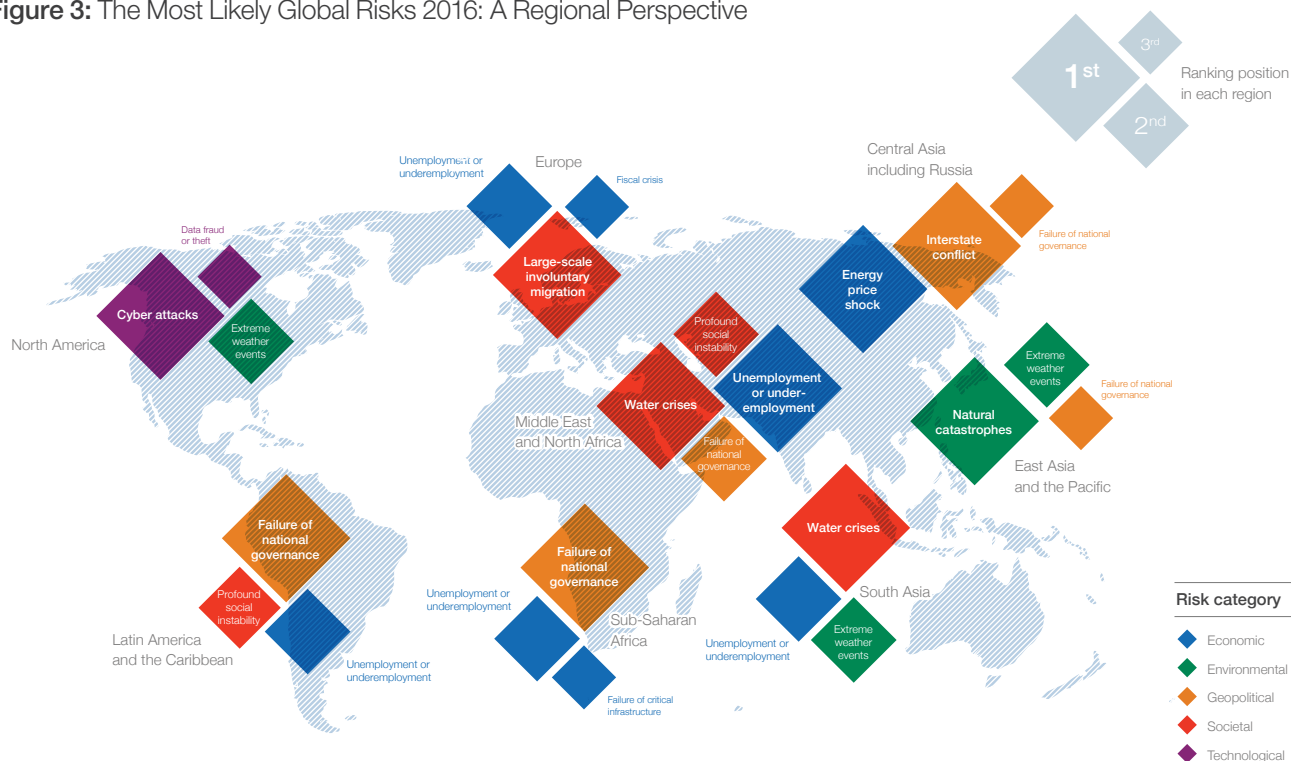 Figure 3: The Most Likely Global Risks 2016: A Regional Perspective
1st
3rd
2nd
Ranking position
in each region
Central Asia
including Russia
Interstate
conflict
Failure of national
governance
Energy
price
shock
Europe
Unemployment or
underemployment
Fiscal crisis
Large-scale
involuntary
migration
Data fraud
or theft
Cyber attacks
Extreme
weather
events
North America
Profound
social
instability
Water crises
Unemployment
or under-
employment
Failure of
national
governance
Middle East
and North Africa
Extreme
weather
events
Failure of national
governance
Natural
catastrophes
East Asia
and the Pacific
Failure of
national
governance
Profound
social
instability
Unemployment or
underemployment
Latin America
and the Caribbean
Failure of
national
governance
Unemployment or
underemployment
Sub-Saharan
Africa
Failure of critical
infrastructure
Water crises
South Asia
Unemployment or
underemployment
Extreme
weather
events
Risk category
Economic
Environmental
Geopolitical
Societal
Technological